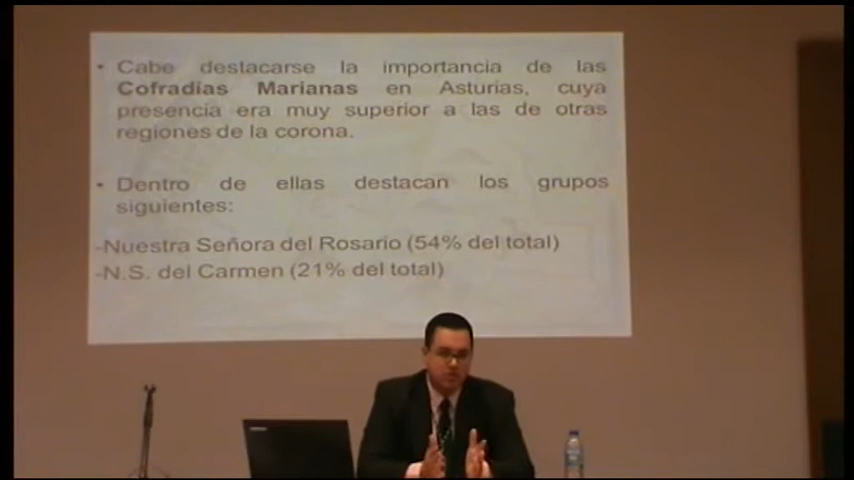 • Cabe destacarse la importancia de las
Cofradías Marianas en Asturias, cuya
presencia era muy superior a las de otras
regiones de la corona.
• Dentro de ellas destacan los grupos
siguientes:
-Nuestra Señora del Rosario (54% del total)
-N.S. del Carmen (21% del total)